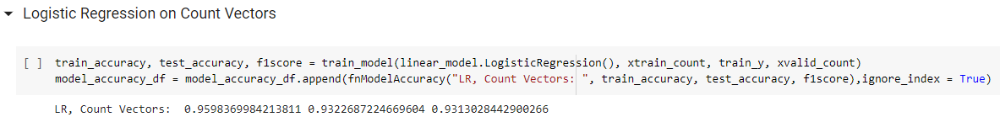 Logistic Regression on Count Vectors
[ ] train_accuracy, test_accuracy, f1score = train_model(linear_model.LogisticRegression(), xtrain_count, train_y, xvalid_count)
model_accuracy_df = model_accuracy_df.append(fnModelAccuracy("LR, Count Vectors: ", train_accuracy, test_accuracy, f1score),ignore_index = True)
LR, Count Vectors:  0.9598369984213811 0.9322687224669604 0.9313028442900266